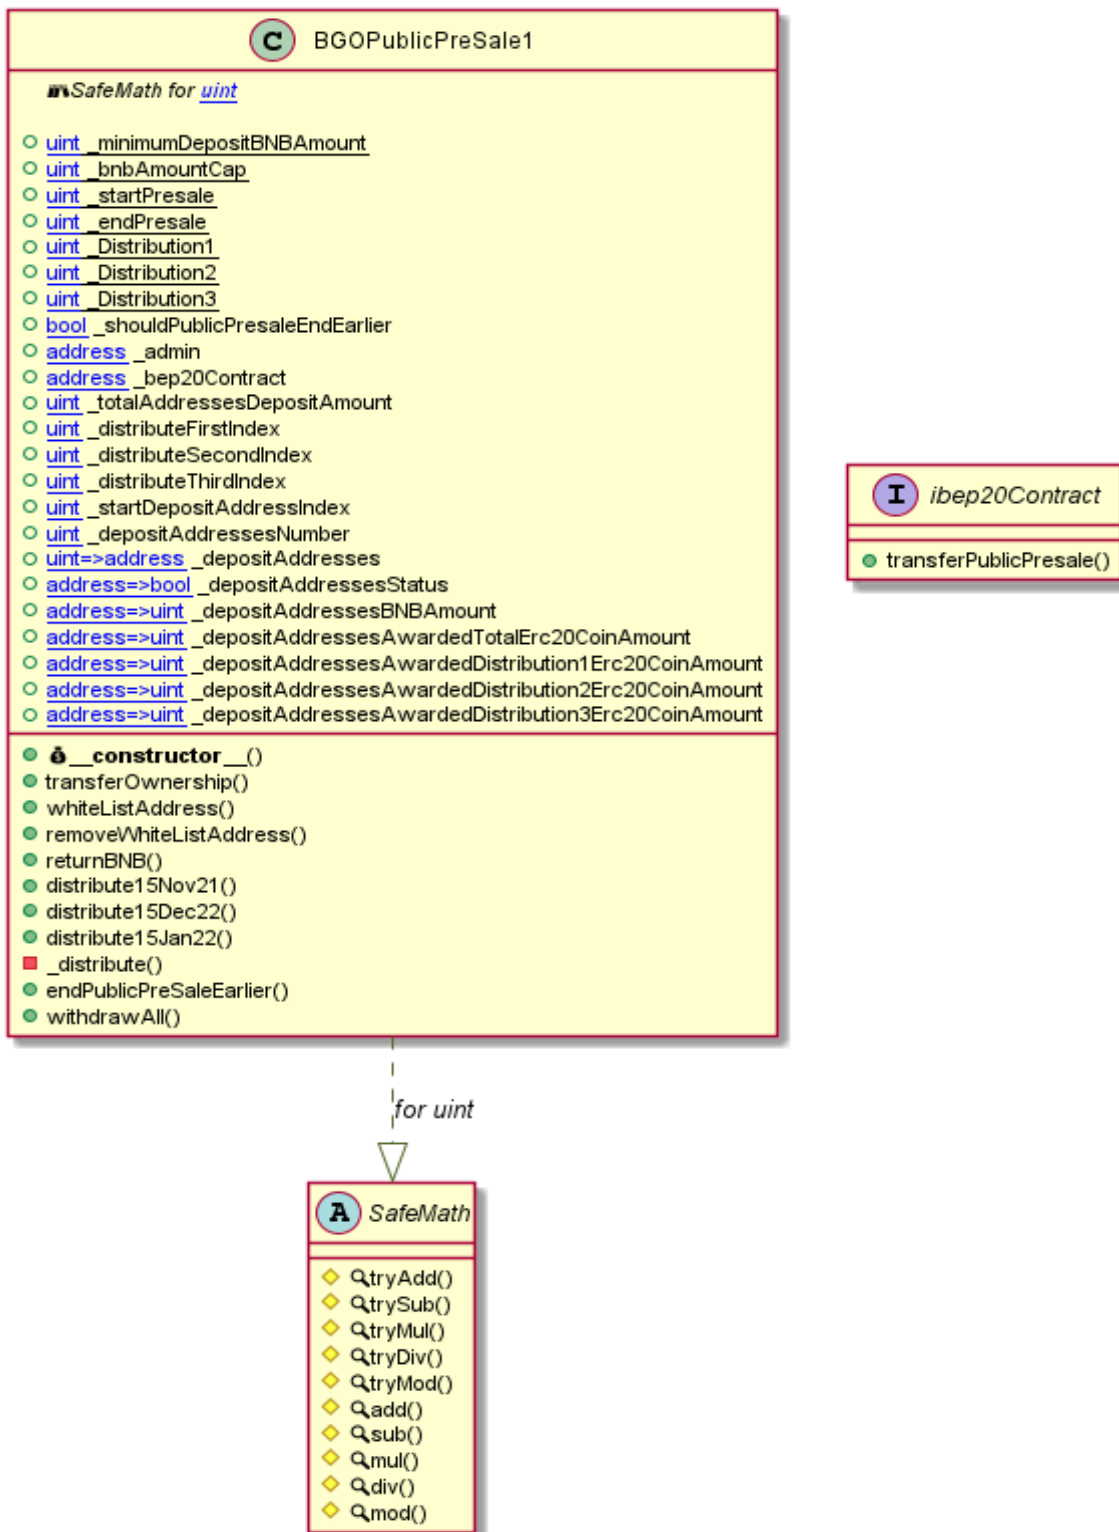 C BGOPublicPreSale1
SafeMath for uint
uint _minimumDepositBNBAmount
uint _bnbAmountCap
uint _startPresale
uint _endPresale
uint _Distribution1
uint _Distribution2
uint _Distribution3
bool _shouldPublicPresaleEndEarlier
address _admin
address _bep20Contract
uint _totalAddressesDepositAmount
uint _distributeFirstIndex
uint _distributeSecondIndex
uint _distributeThirdIndex
uint _startDepositAddressIndex
uint _depositAddressesNumber
uint=>address _depositAddresses
address=>bool _depositAddressesStatus
address=>uint _depositAddressesBNBAmount
address=>uint _depositAddressesAwardedTotalErc20CoinAmount
address=>uint _depositAddressesAwardedDistribution1Erc20CoinAmount
address=>uint _depositAddressesAwardedDistribution2Erc20CoinAmount
address=>uint _depositAddressesAwardedDistribution3Erc20CoinAmount
__constructor__()
transferOwnership()
whiteListAddress()
removeWhiteListAddress()
returnBNB()
distribute15Nov21()
distribute15Dec22()
distribute15Jan22()
_distribute()
endPublicPreSaleEarlier()
withdrawAll()
I ibep20Contract
transferPublicPresale()
for uint
A SafeMath
tryAdd()
trySub()
tryMul()
tryDiv()
tryMod()
add()
sub()
mul()
div()
mod()